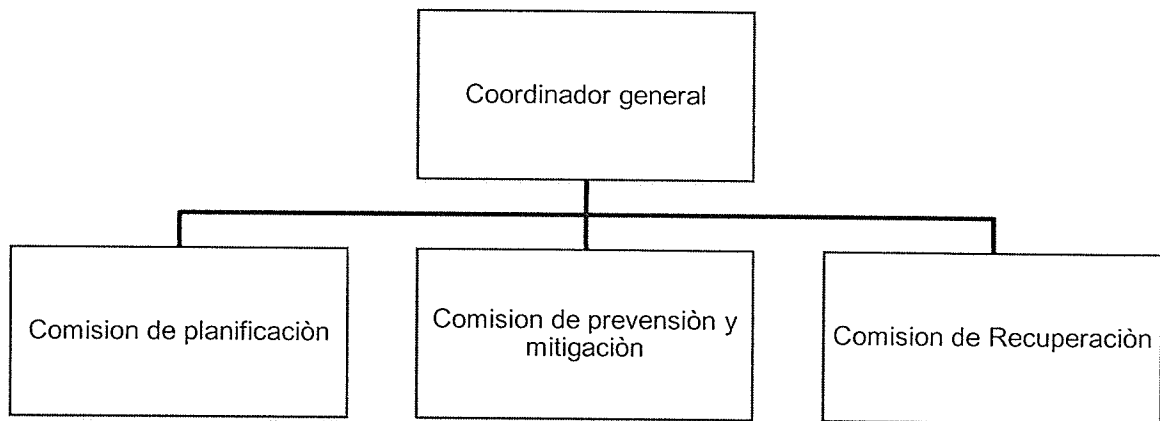 Coordinador general
Comision de planificaciòn
Comision de prevensiòn y
mitigaciòn
Comision de Recuperaciòn